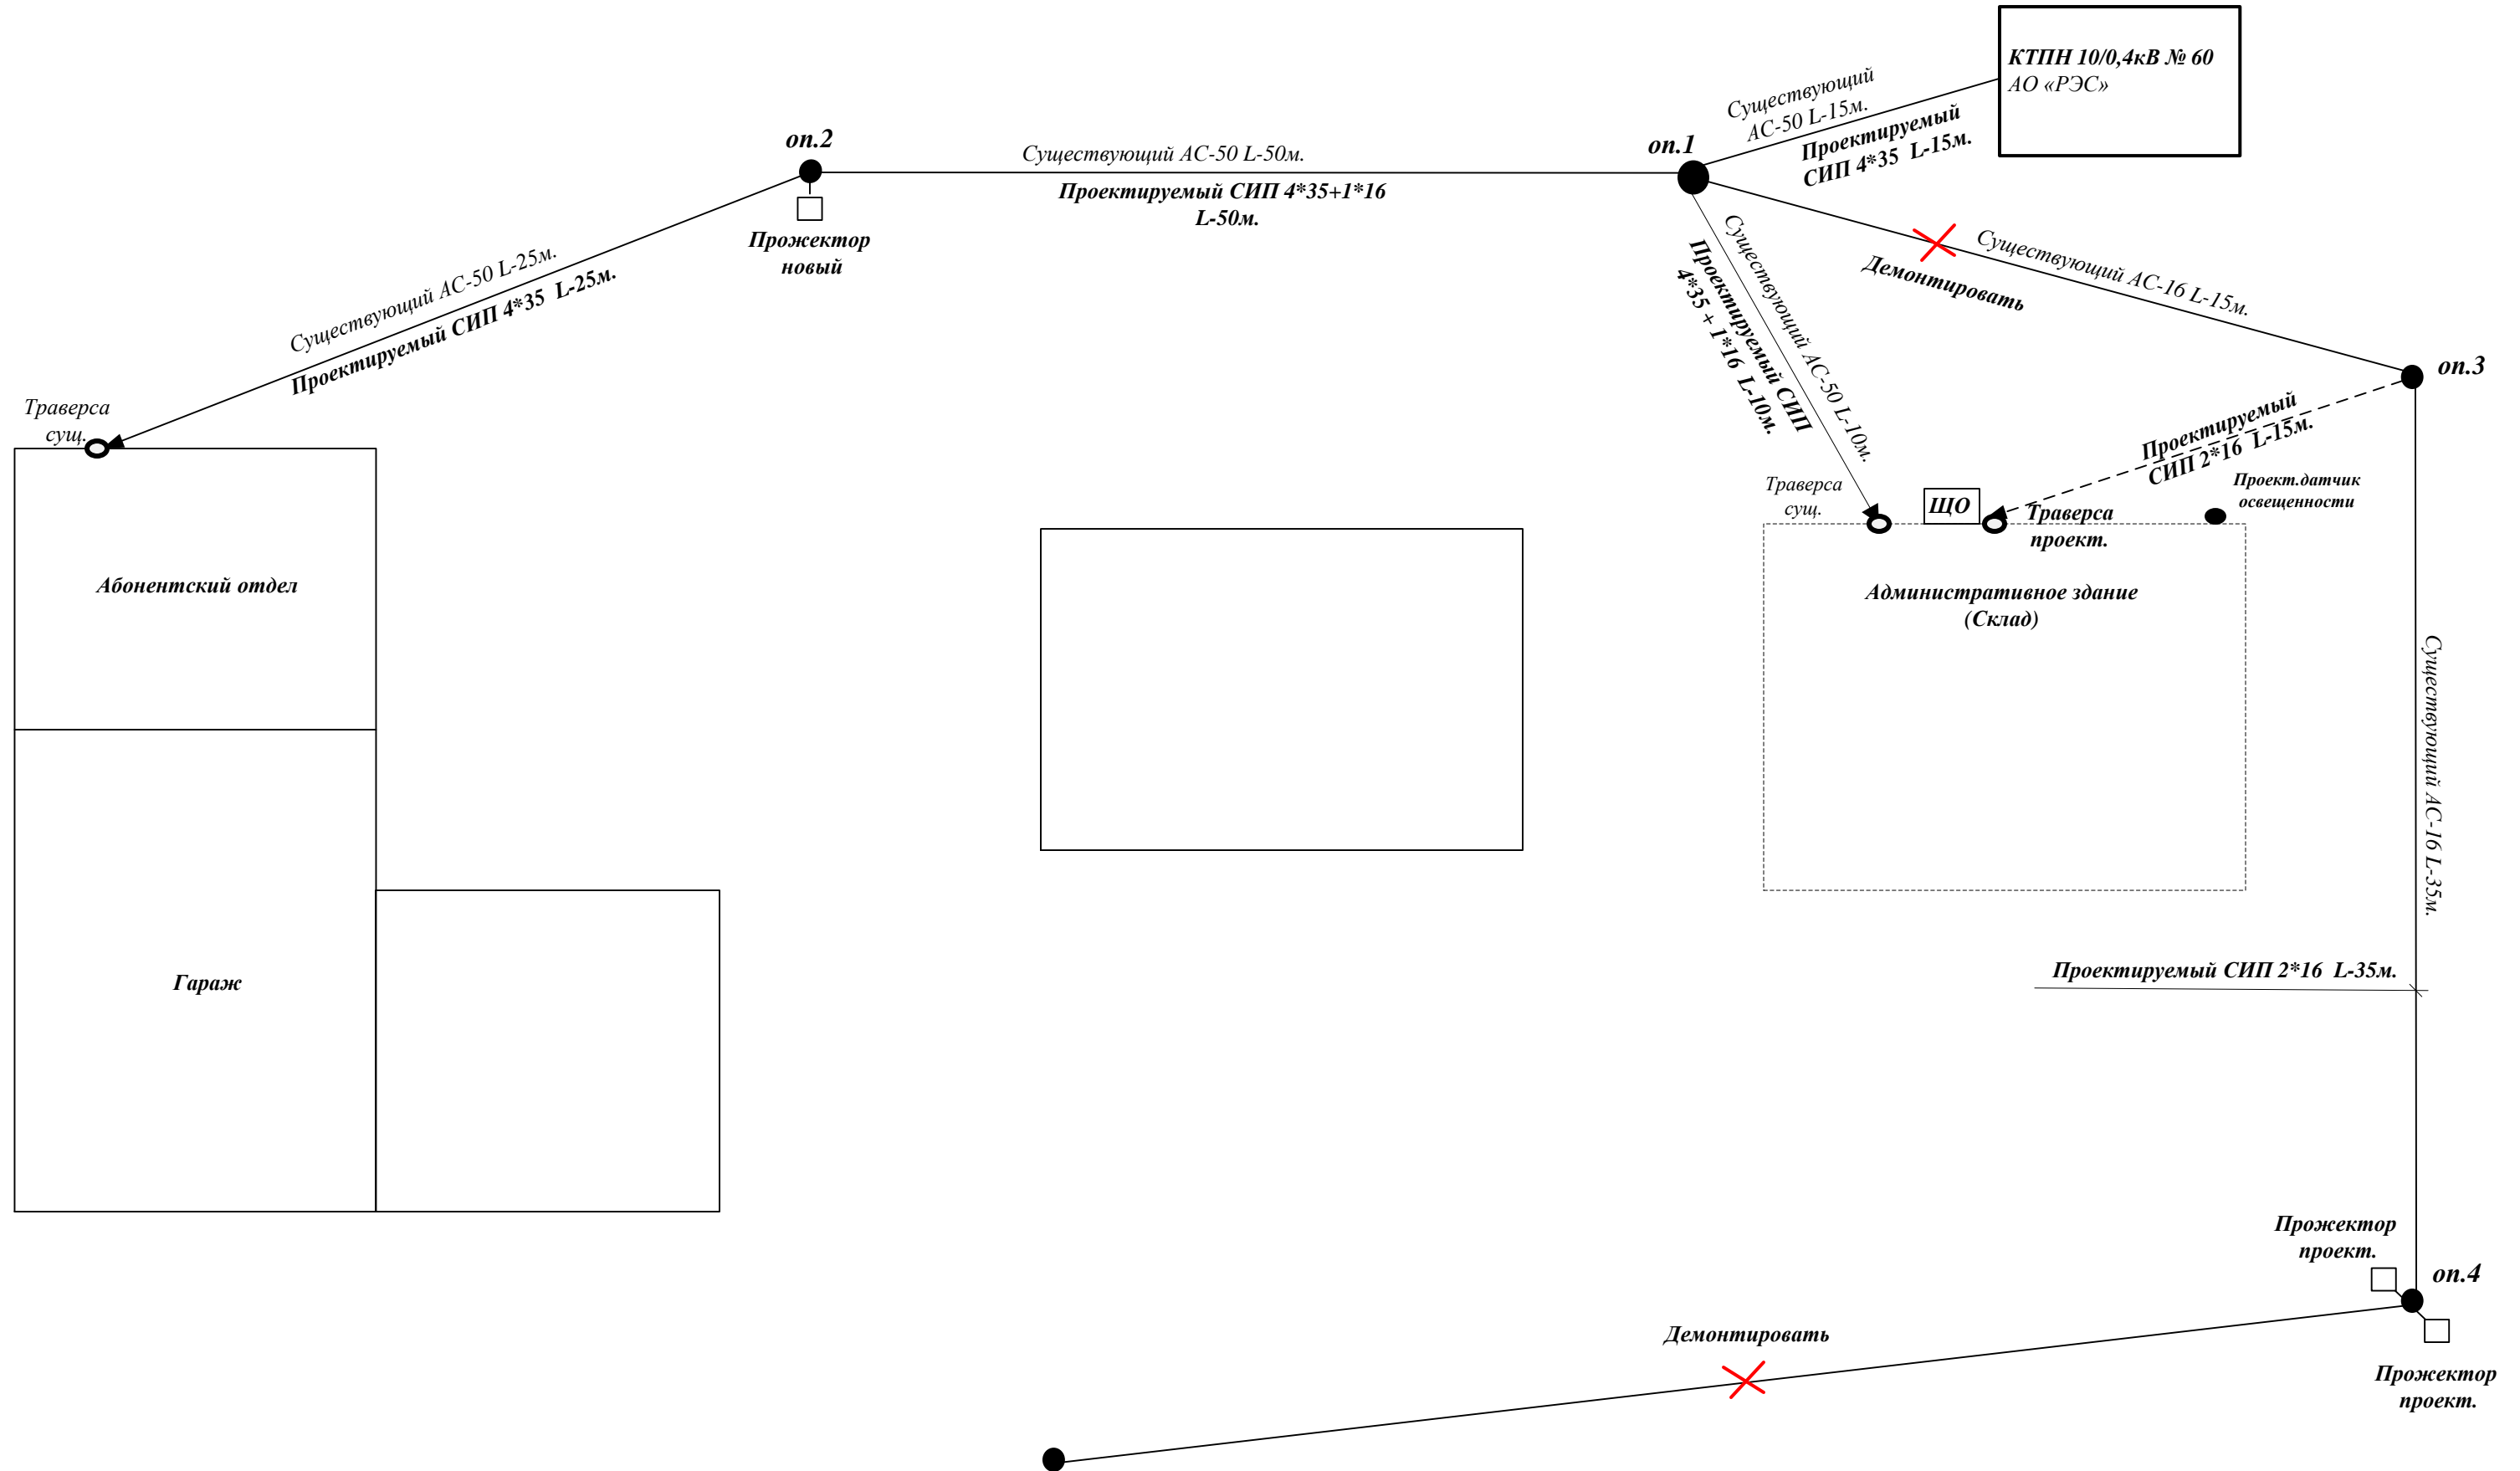 КТПН 10/0,4кВ № 60
АО «РЭС»
Существующий
АС-50 L-15м.
Проектируемый
СИП 4*35 L-15м.
оп.2
оп.1
Существующий АС-50 L-50м.
Проектируемый СИП 4*35+1*16
L-50м.
Прожектор
новый
Существующий АС-50 L-25м.
Проектируемый СИП 4*35 L-25м.
Существующий АС-50 L-10м.
Проектируемый СИП
4*35 + 1*16 L-10м.
Существующий АС-16 L-15м.
Демонтировать
оп.3
Проектируемый
СИП 2*16 L-15м.
Траверса
сущ.
Траверса
сущ.
ЩО
Траверса
проект.
Проект.датчик
освещенности
Абонентский отдел
Административное здание
(Склад)
Существующий АС-16 L-35м.
Проектируемый СИП 2*16 L-35м.
Гараж
Прожектор
проект.
оп.4
Демонтировать
Прожектор
проект.